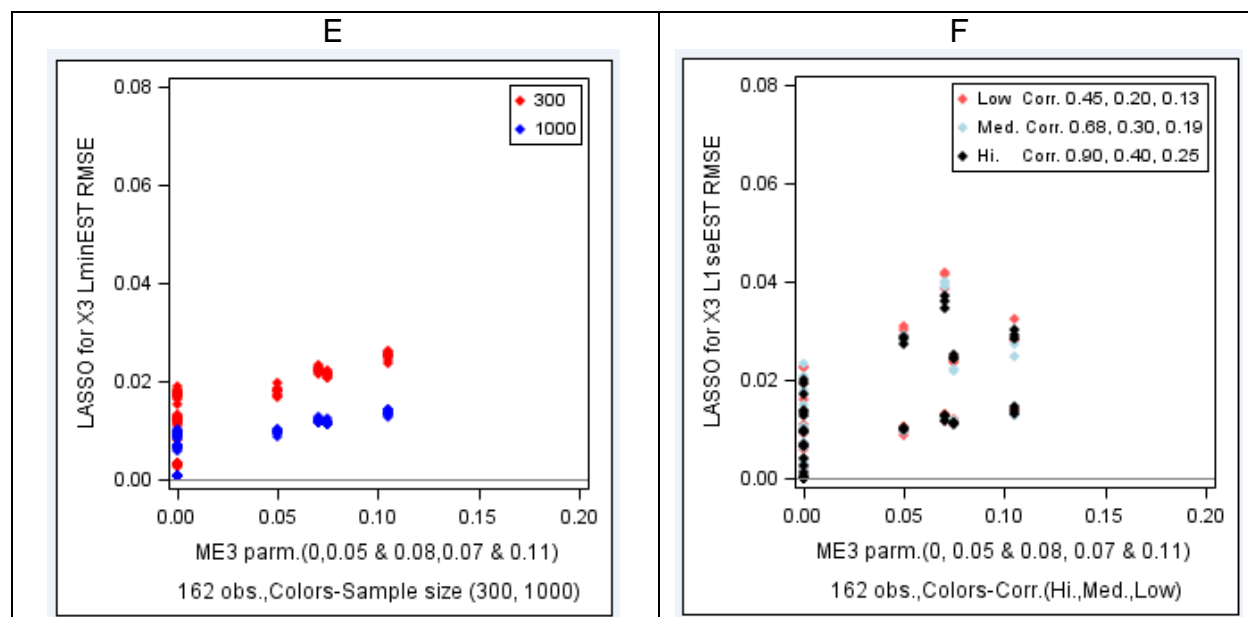 E
0.08
0.06
0.04
0.02
0.00
LASSO for X3 LminEST RMSE
300
1000
0.00 0.05 0.10 0.15 0.20
ME3 parm.(0,0.05 & 0.08,0.07 & 0.11)
162 obs.,Colors-Sample size (300, 1000)
F
0.08
0.06
0.04
0.02
0.00
LASSO for X3 L1seEST RMSE
Low Corr. 0.45, 0.20, 0.13
Med. Corr. 0.68, 0.30, 0.19
Hi. Corr. 0.90, 0.40, 0.25
0.00 0.05 0.10 0.15 0.20
ME3 parm.(0, 0.05 & 0.08, 0.07 & 0.11)
162 obs.,Colors-Corr.(Hi.,Med.,Low)